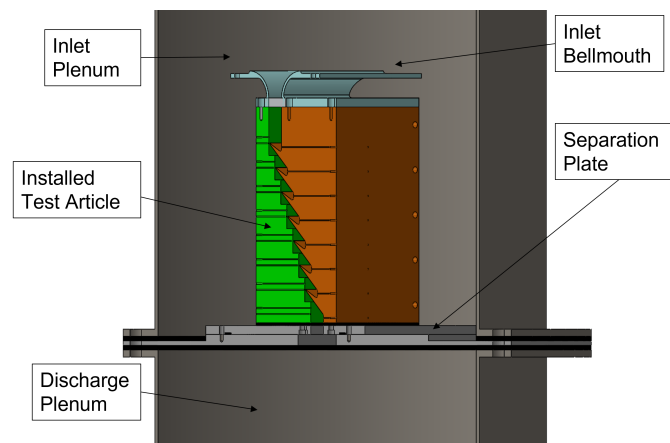 Inlet
Plenum
Inlet
Bellmouth
Separation
Plate
Installed
Test Article
Discharge
Plenum